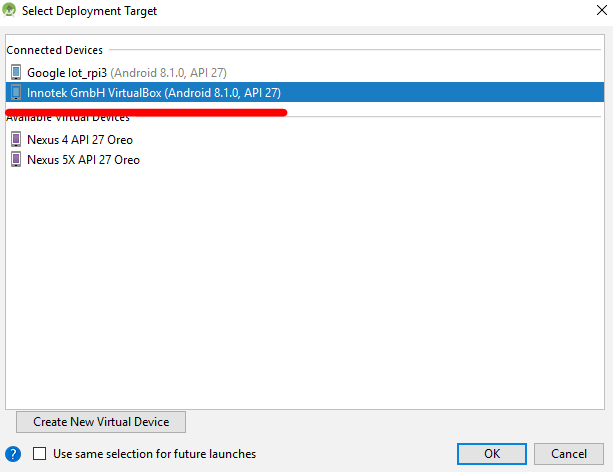 Select Deployment Target
Connected Devices
Google Iot_rpi3 (Android 8.1.0, API 27)
Innotek GmbH VirtualBox (Android 8.1.0, API 27)
Available Virtual Devices
Nexus 4 API 27 Oreo
Nexus 5X API 27 Oreo
Create New Virtual Device
? Use same selection for future launches
OK
Cancel